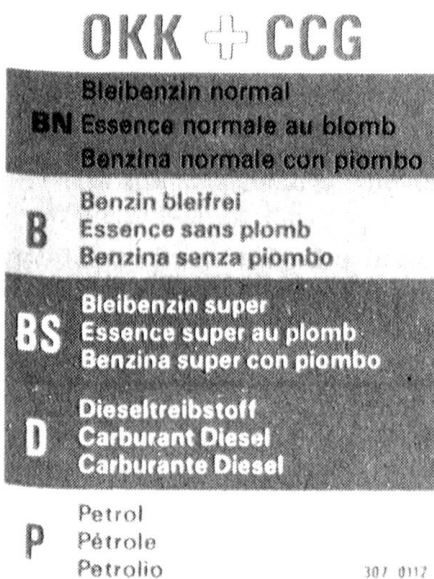 OKK + CCG
Bleibenzin normal
BN Essence normale au blomb
Benzina normale con piombo
Benzin bleifrei
B Essence sans plomb
Benzina senza piombo
Bleibenzin super
BS Essence super au plomb
Benzina super con piombo
Dieseltreibstoff
D Carburant Diesel
Carburante Diesel
Petrol
P Pétrole
Petrolio 307 0117